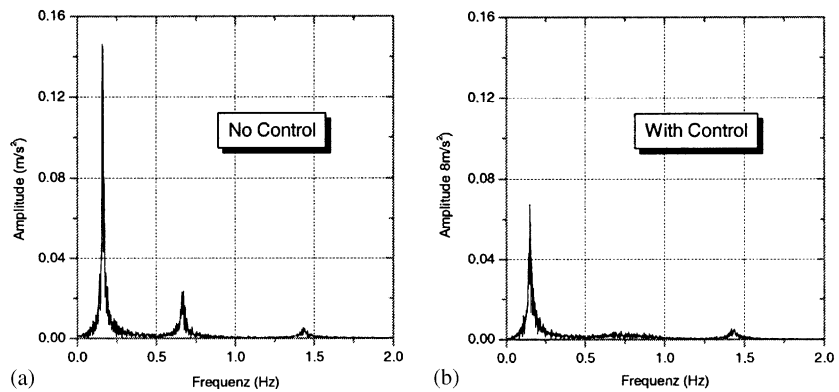 0.16
0.12
0.08
0.04
0.00
Amplitude (m/s²)
No Control
0.0 0.5 1.0 1.5 2.0
Frequenz (Hz)
(a)
0.16
0.12
0.08
0.04
0.00
Amplitude 8m/s²)
With Control
0.0 0.5 1.0 1.5 2.0
Frequenz (Hz)
(b)